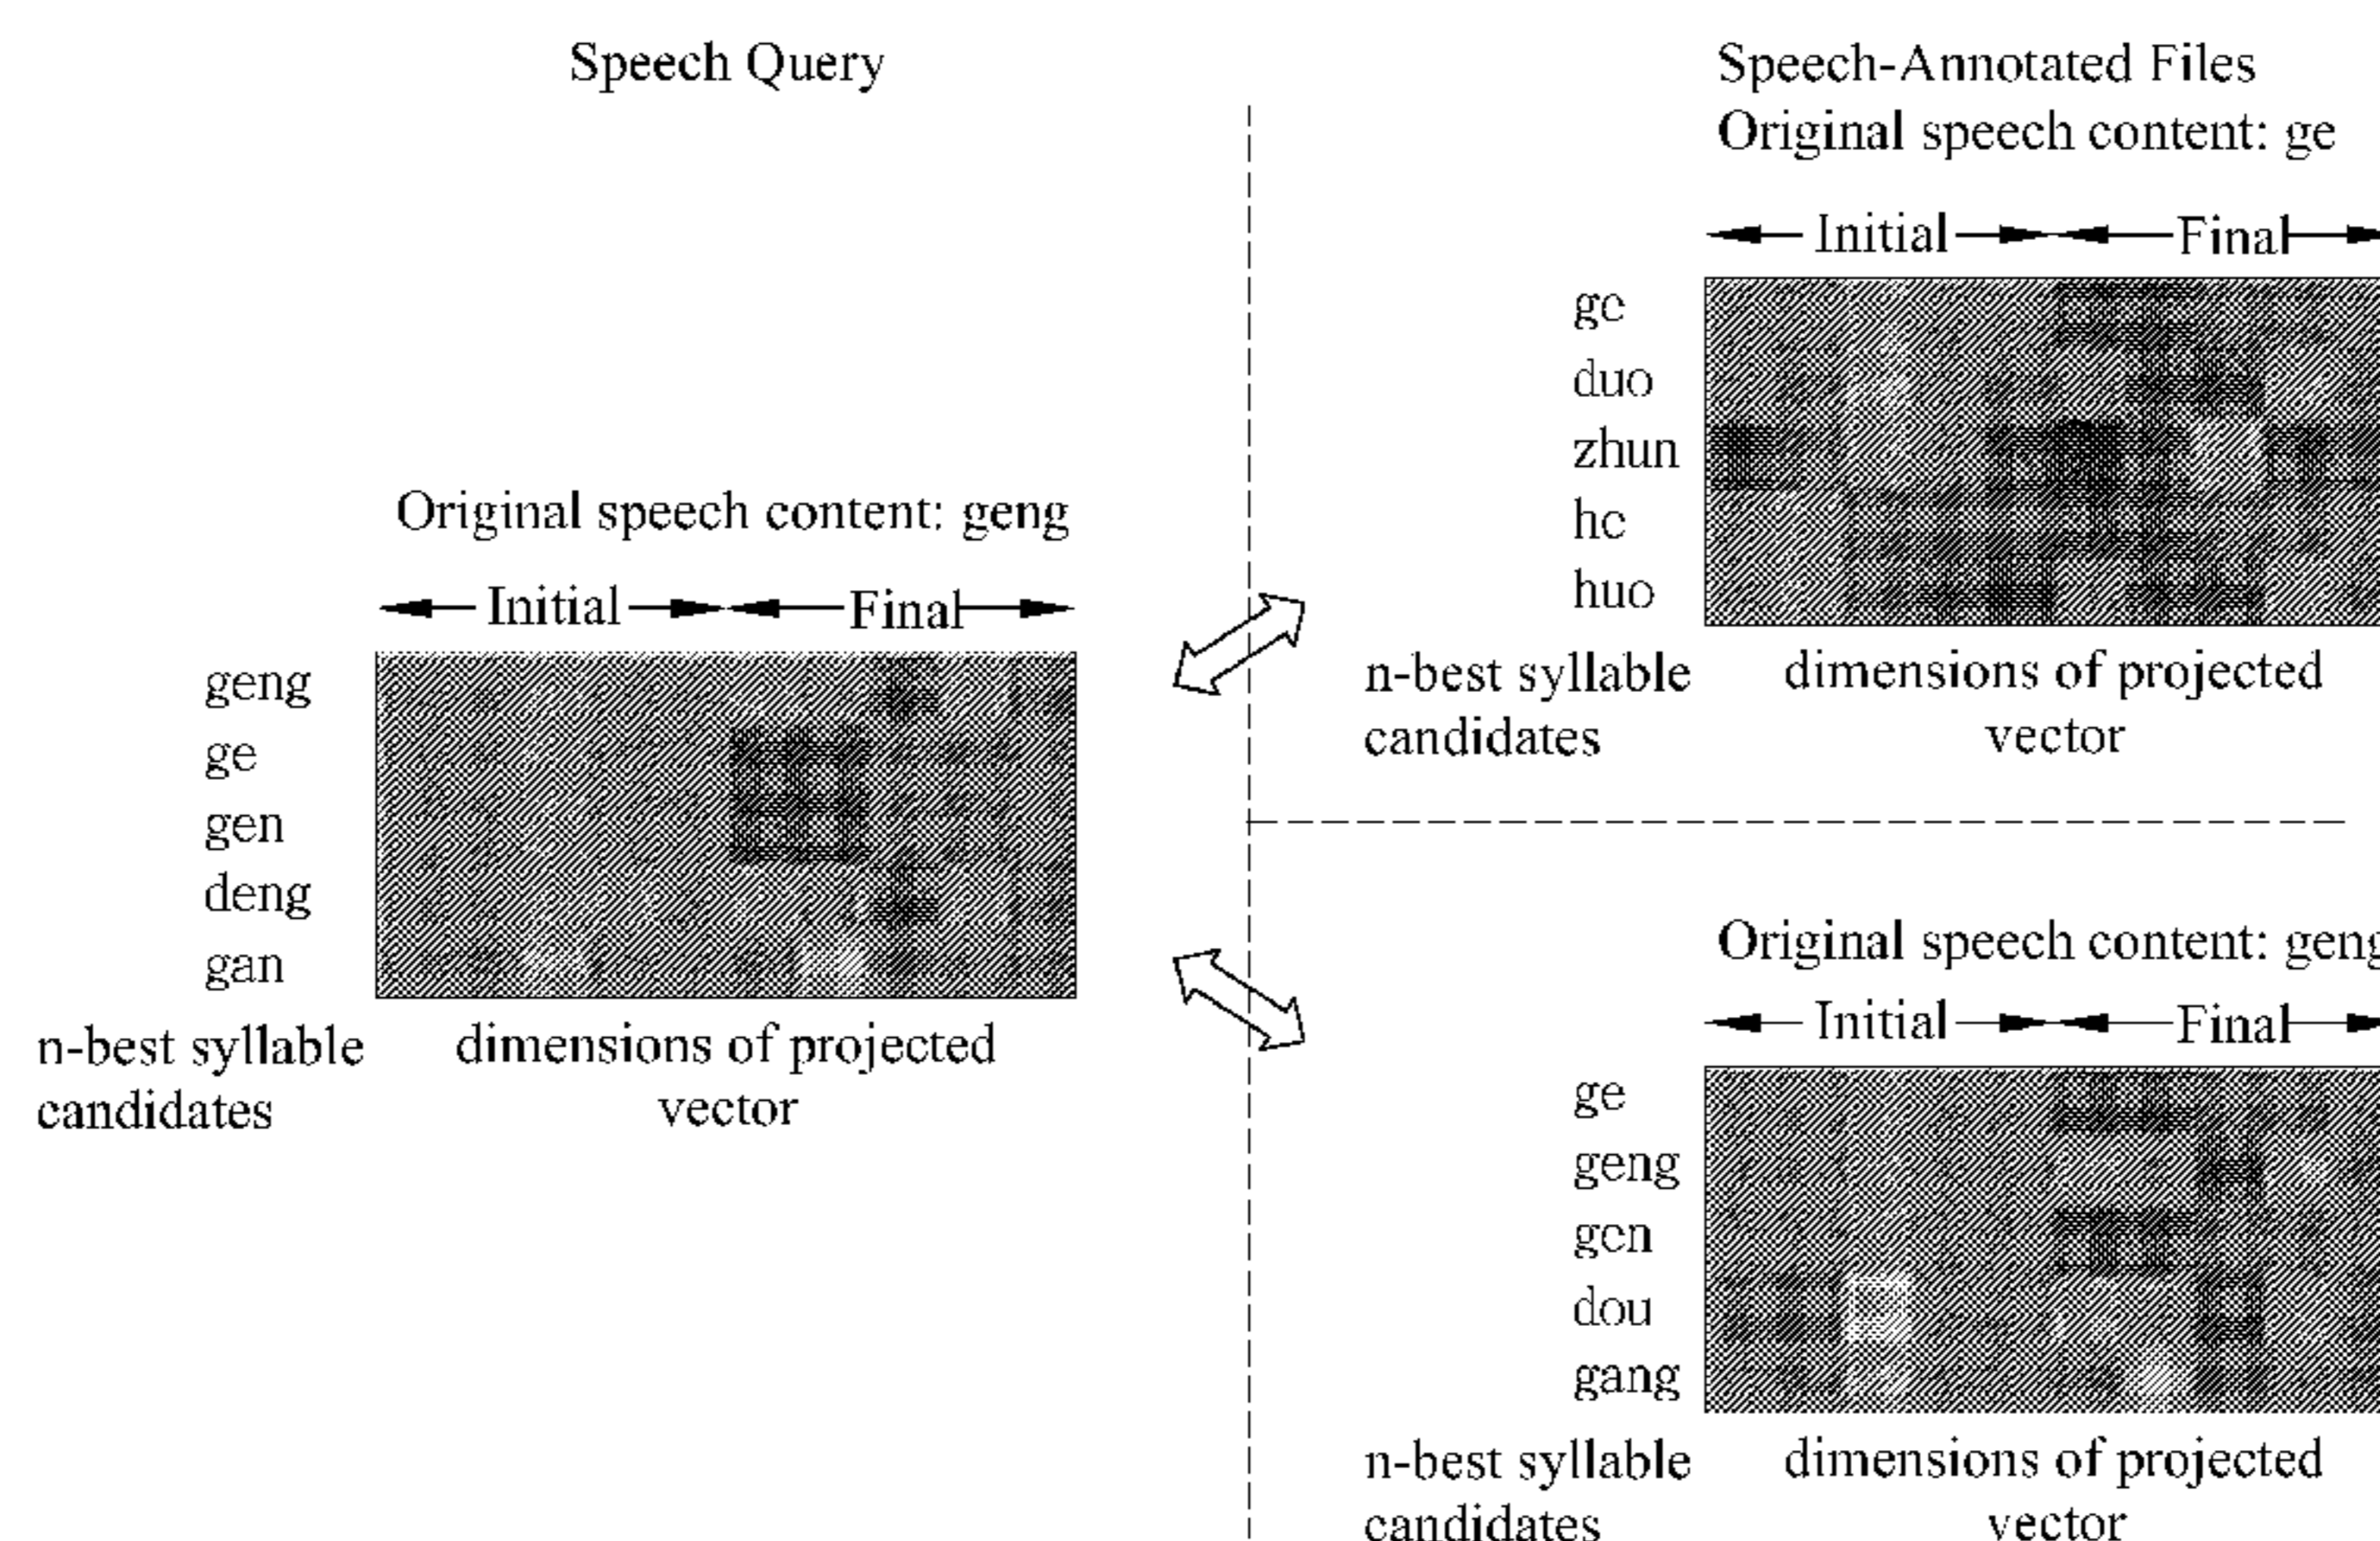 Speech Query
Original speech content: geng
Initial
Final
geng
ge
gen
deng
gan
n-best syllable
candidates
dimensions of projected
vector
Speech-Annotated Files
Original speech content: ge
Initial
Final
ge
duo
zhun
he
huo
n-best syllable
candidates
dimensions of projected
vector
Original speech content: geng
Initial
Final
ge
geng
gen
dou
gang
n-best syllable
candidates
dimensions of projected
vector